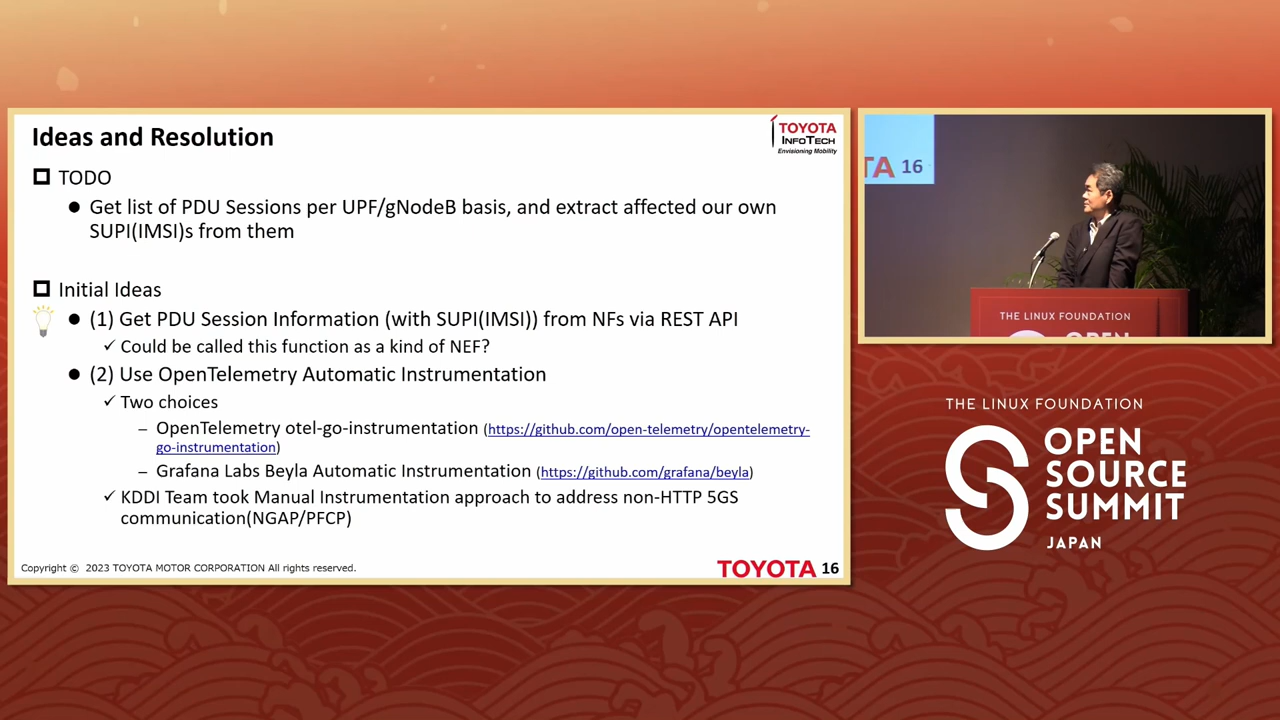 Ideas and Resolution
TOYOTA
INFOTECH
Envisioning Mobility
TODO
Get list of PDU Sessions per UPF/gNodeB basis, and extract affected our own
SUPI(IMSI)s from them
Initial Ideas
(1) Get PDU Session Information (with SUPI(IMSI)) from NFs via REST API
✓ Could be called this function as a kind of NEF?
(2) Use OpenTelemetry Automatic Instrumentation
✓ Two choices
– OpenTelemetry otel-go-instrumentation (https://github.com/open-telemetry/opentelemetry-
go-instrumentation)
– Grafana Labs Beyla Automatic Instrumentation (https://github.com/grafana/beyla)
✓ KDDI Team took Manual Instrumentation approach to address non-HTTP 5GS
communication(NGAP/PFCP)
Copyright © 2023 TOYOTA MOTOR CORPORATION All rights reserved.
TOYOTA 16
TA 16
THE LINUX FOUNDATION
OPEN
THE LINUX FOUNDATION
OPEN
SOURCE
SUMMIT
JAPAN